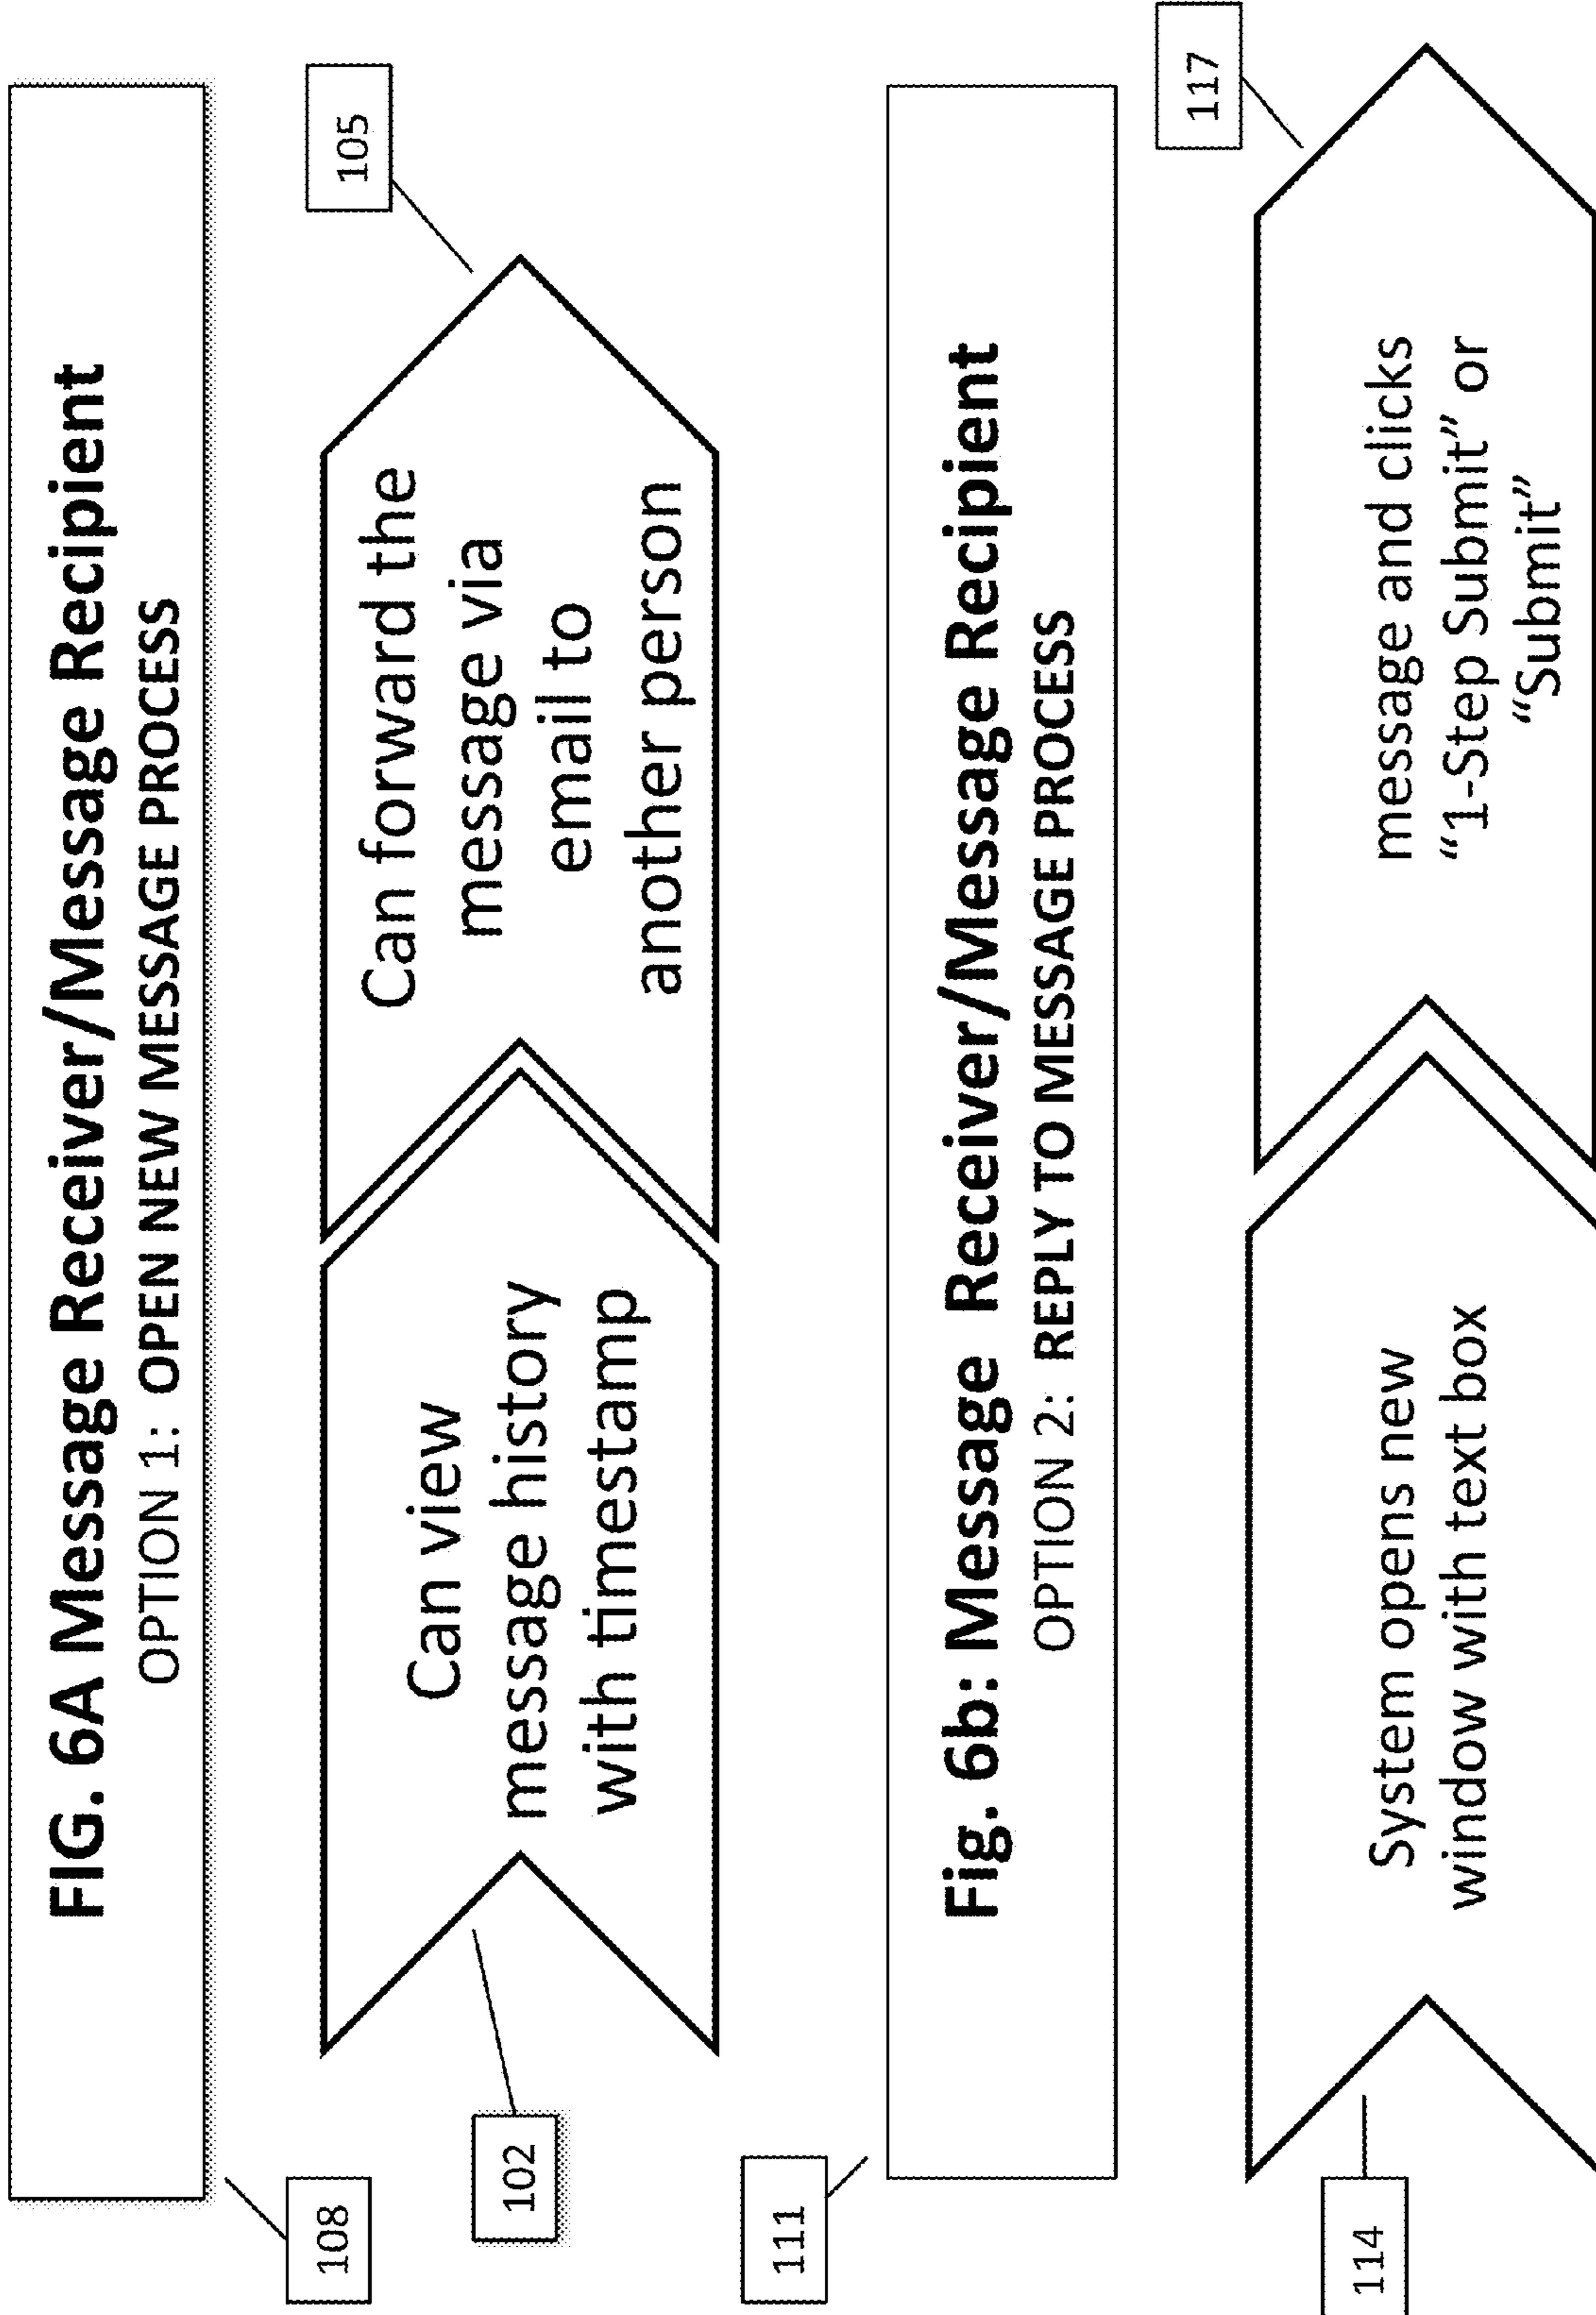 FIG. 6A Message Receiver/Message Recipient
OPTION 1: OPEN NEW MESSAGE PROCESS
108
102
Can view
message history
with timestamp
105
Can forward the
message via
email to
another person
111
Fig. 6b: Message Receiver/Message Recipient
OPTION 2: REPLY TO MESSAGE PROCESS
114
System opens new
window with text box
117
message and clicks
“1-Step Submit” or
“Submit”